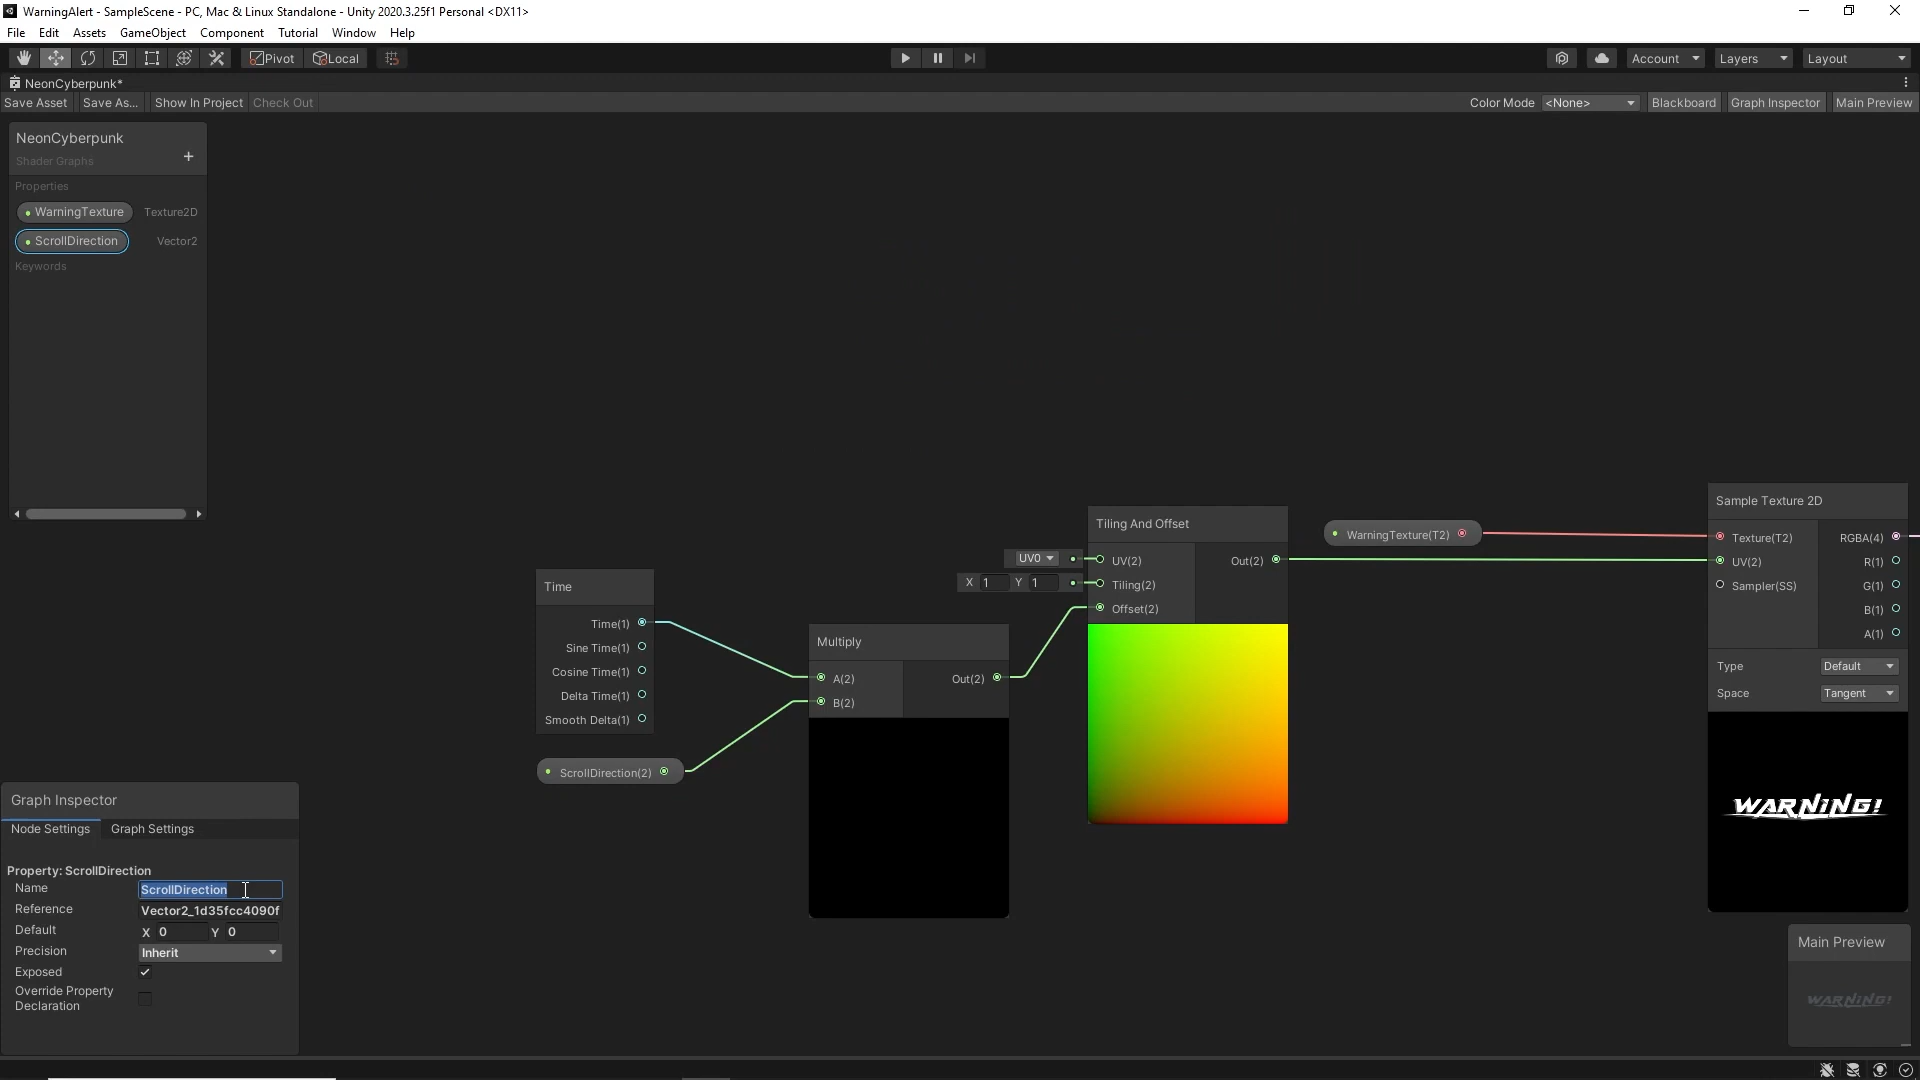 WarningAlert - SampleScene - PC, Mac & Linux Standalone - Unity 2020.3.25f1 Personal <DX11>
File Edit Assets GameObject Component Tutorial Window Help
Pivot Local Account Layers Layout
NeonCyberpunk*
Save Asset Save As... Show In Project Check Out Color Mode <None> Blackboard Graph Inspector Main Preview
NeonCyberpunk
Shader Graphs
+
Properties
WarningTexture Texture2D
ScrollDirection Vector2
Keywords
Time
Time(1)
Sine Time(1)
Cosine Time(1)
Delta Time(1)
Smooth Delta(1)
ScrollDirection(2)
Multiply
A(2) Out(2)
B(2)
Tiling And Offset
UV0 UV(2) Out(2)
X 1 Y 1 Tiling(2)
Offset(2)
WarningTexture(T2)
Sample Texture 2D
Texture(T2) RGBA(4)
UV(2) R(1)
Sampler(SS) G(1)
B(1)
A(1)
Type Default
Space Tangent
WARNING!
Graph Inspector
Node Settings Graph Settings
Property: ScrollDirection
Name ScrollDirection
Reference Vector2_1d35fcc4090f
Default X 0 Y 0
Precision Inherit
Exposed
Override Property
Declaration
Main Preview
WARNING!